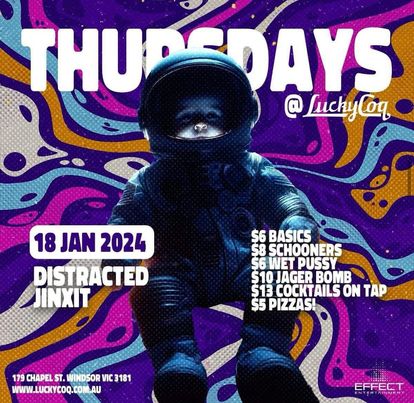 THURSDAYS
@ LuckyCoq
18 JAN 2024
DISTRACTED
JINXIT
$6 BASICS
$8 SCHOONERS
$6 WET PUSSY
$10 JAGER BOMB
$13 COCKTAILS ON TAP
$5 PIZZAS!
179 CHAPEL ST. WINDSOR VIC 3181
WWW.LUCKYCOQ.COM.AU
EFFECT
ENTERTAINMENT